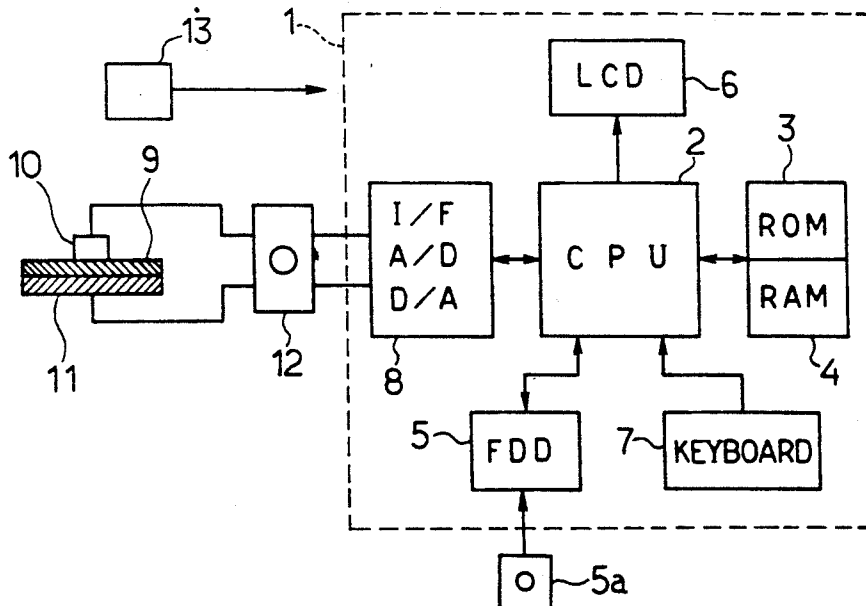 13
1
LCD
6
2
3
10
9
I/F
A/D
D/A
CPU
ROM
RAM
11
12
8
4
5
FDD
7
KEYBOARD
5a